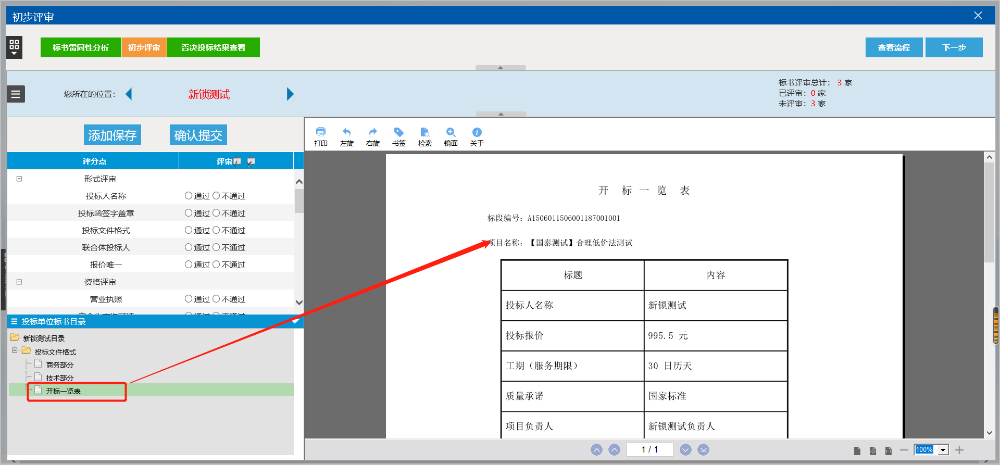 初步评审
标书雷同性分析 初步评审 否决投标结果查看 查看流程 下一步
您所在的位置： 新锁测试
标书评审总计： 3 家
已评审：0 家
未评审：3 家
添加保存 确认提交
评分点 评审
形式评审
投标人名称 通过 不通过
投标函签字盖章 通过 不通过
投标文件格式 通过 不通过
联合体投标人 通过 不通过
报价唯一 通过 不通过
资格评审
营业执照 通过 不通过
投标单位标书目录
新锁测试目录
投标文件格式
商务部分
技术部分
开标一览表
打印 左旋 右旋 书签 检索 镜面 关于
开 标 一 览 表
标段编号：A1506011506001187001001
项目名称：【国泰测试】合理低价法测试
标题 内容
投标人名称 新锁测试
投标报价 995.5 元
工期（服务期限） 30 日历天
质量承诺 国家标准
项目负责人 新锁测试负责人
1 / 1
100%